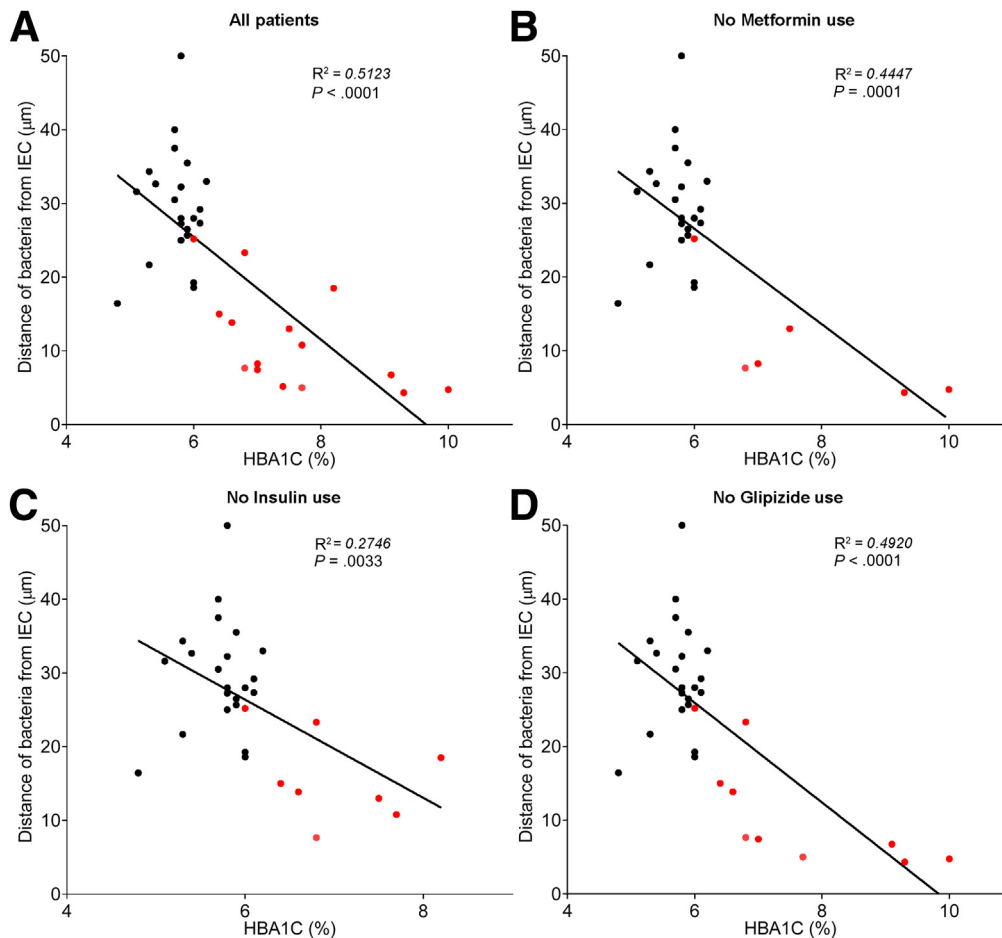 A
All patients
R² = 0.5123
P < .0001
Distance of bacteria from IEC (μm)
50
40
30
20
10
0
4 6 8 10
HBA1C (%)
B
No Metformin use
R² = 0.4447
P = .0001
Distance of bacteria from IEC (μm)
50
40
30
20
10
0
4 6 8 10
HBA1C (%)
C
No Insulin use
R² = 0.2746
P = .0033
Distance of bacteria from IEC (μm)
50
40
30
20
10
0
4 6 8
HBA1C (%)
D
No Glipizide use
R² = 0.4920
P < .0001
Distance of bacteria from IEC (μm)
50
40
30
20
10
0
4 6 8 10
HBA1C (%)